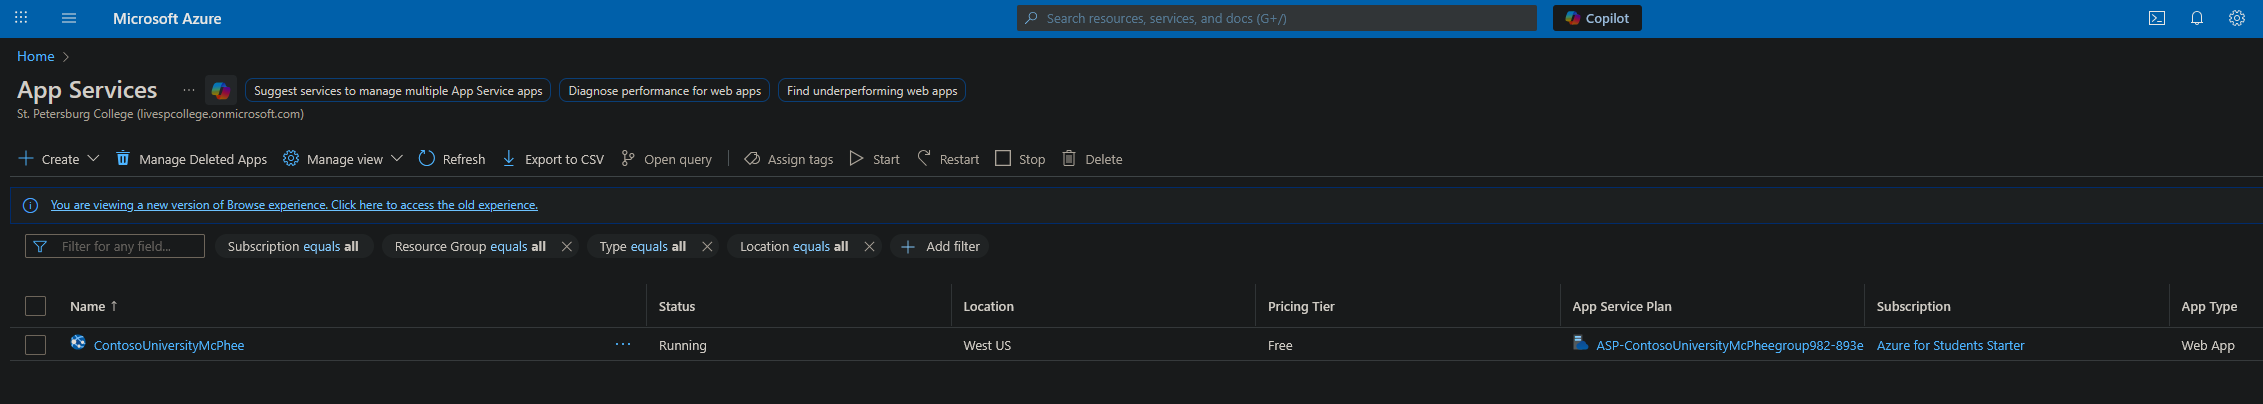 Microsoft Azure
Search resources, services, and docs (G+/)
Copilot
Home
App Services
Suggest services to manage multiple App Service apps
Diagnose performance for web apps
Find underperforming web apps
St. Petersburg College (livespcollege.onmicrosoft.com)
Create
Manage Deleted Apps
Manage view
Refresh
Export to CSV
Open query
Assign tags
Start
Restart
Stop
Delete
You are viewing a new version of Browse experience. Click here to access the old experience.
Filter for any field...
Subscription equals all
Resource Group equals all
Type equals all
Location equals all
Add filter
Name ↑
Status
Location
Pricing Tier
App Service Plan
Subscription
App Type
ContosoUniversityMcPhee
Running
West US
Free
ASP-ContosoUniversityMcPheegroup982-893e
Azure for Students Starter
Web App